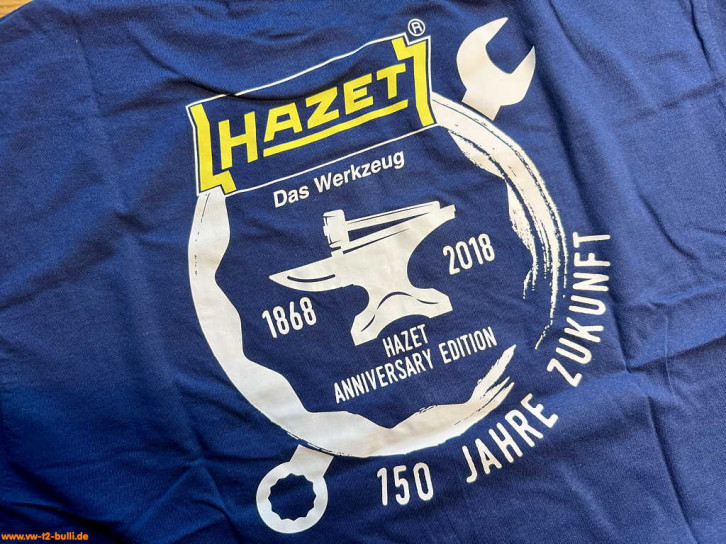 HAZET®
Das Werkzeug
1868 2018
HAZET
ANNIVERSARY EDITION
150 JAHRE ZUKUNFT
www.vw-t2-bulli.de